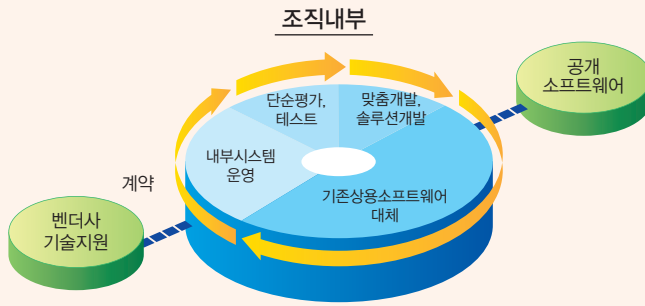 조직내부
공개
소프트웨어
단순평가,
테스트
맞춤개발,
솔루션개발
내부시스템
운영
계약
기존상용소프트웨어
대체
벤더사
기술지원